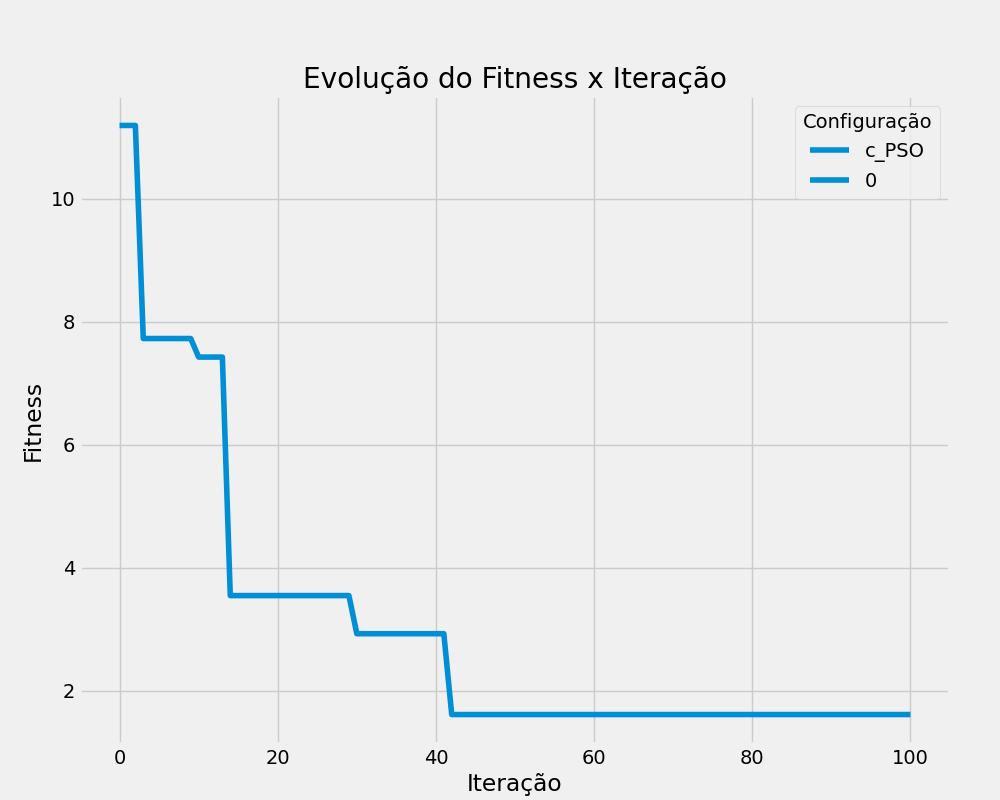 Evolução do Fitness x Iteração
Configuração
c_PSO
0
10
8
6
4
2
Fitness
0 20 40 60 80 100
Iteração